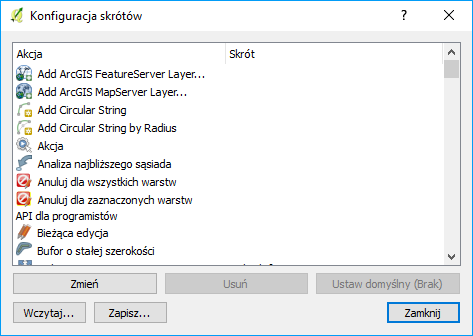 Konfiguracja skrótów
?
Akcja Skrót
Add ArcGIS FeatureServer Layer...
Add ArcGIS MapServer Layer...
Add Circular String
Add Circular String by Radius
Akcja
Analiza najbliższego sąsiada
Anuluj dla wszystkich warstw
Anuluj dla zaznaczonych warstw
API dla programistów
Bieżąca edycja
Bufor o stałej szerokości
Zmień Usuń Ustaw domyślny (Brak)
Wczytaj... Zapisz... Zamknij